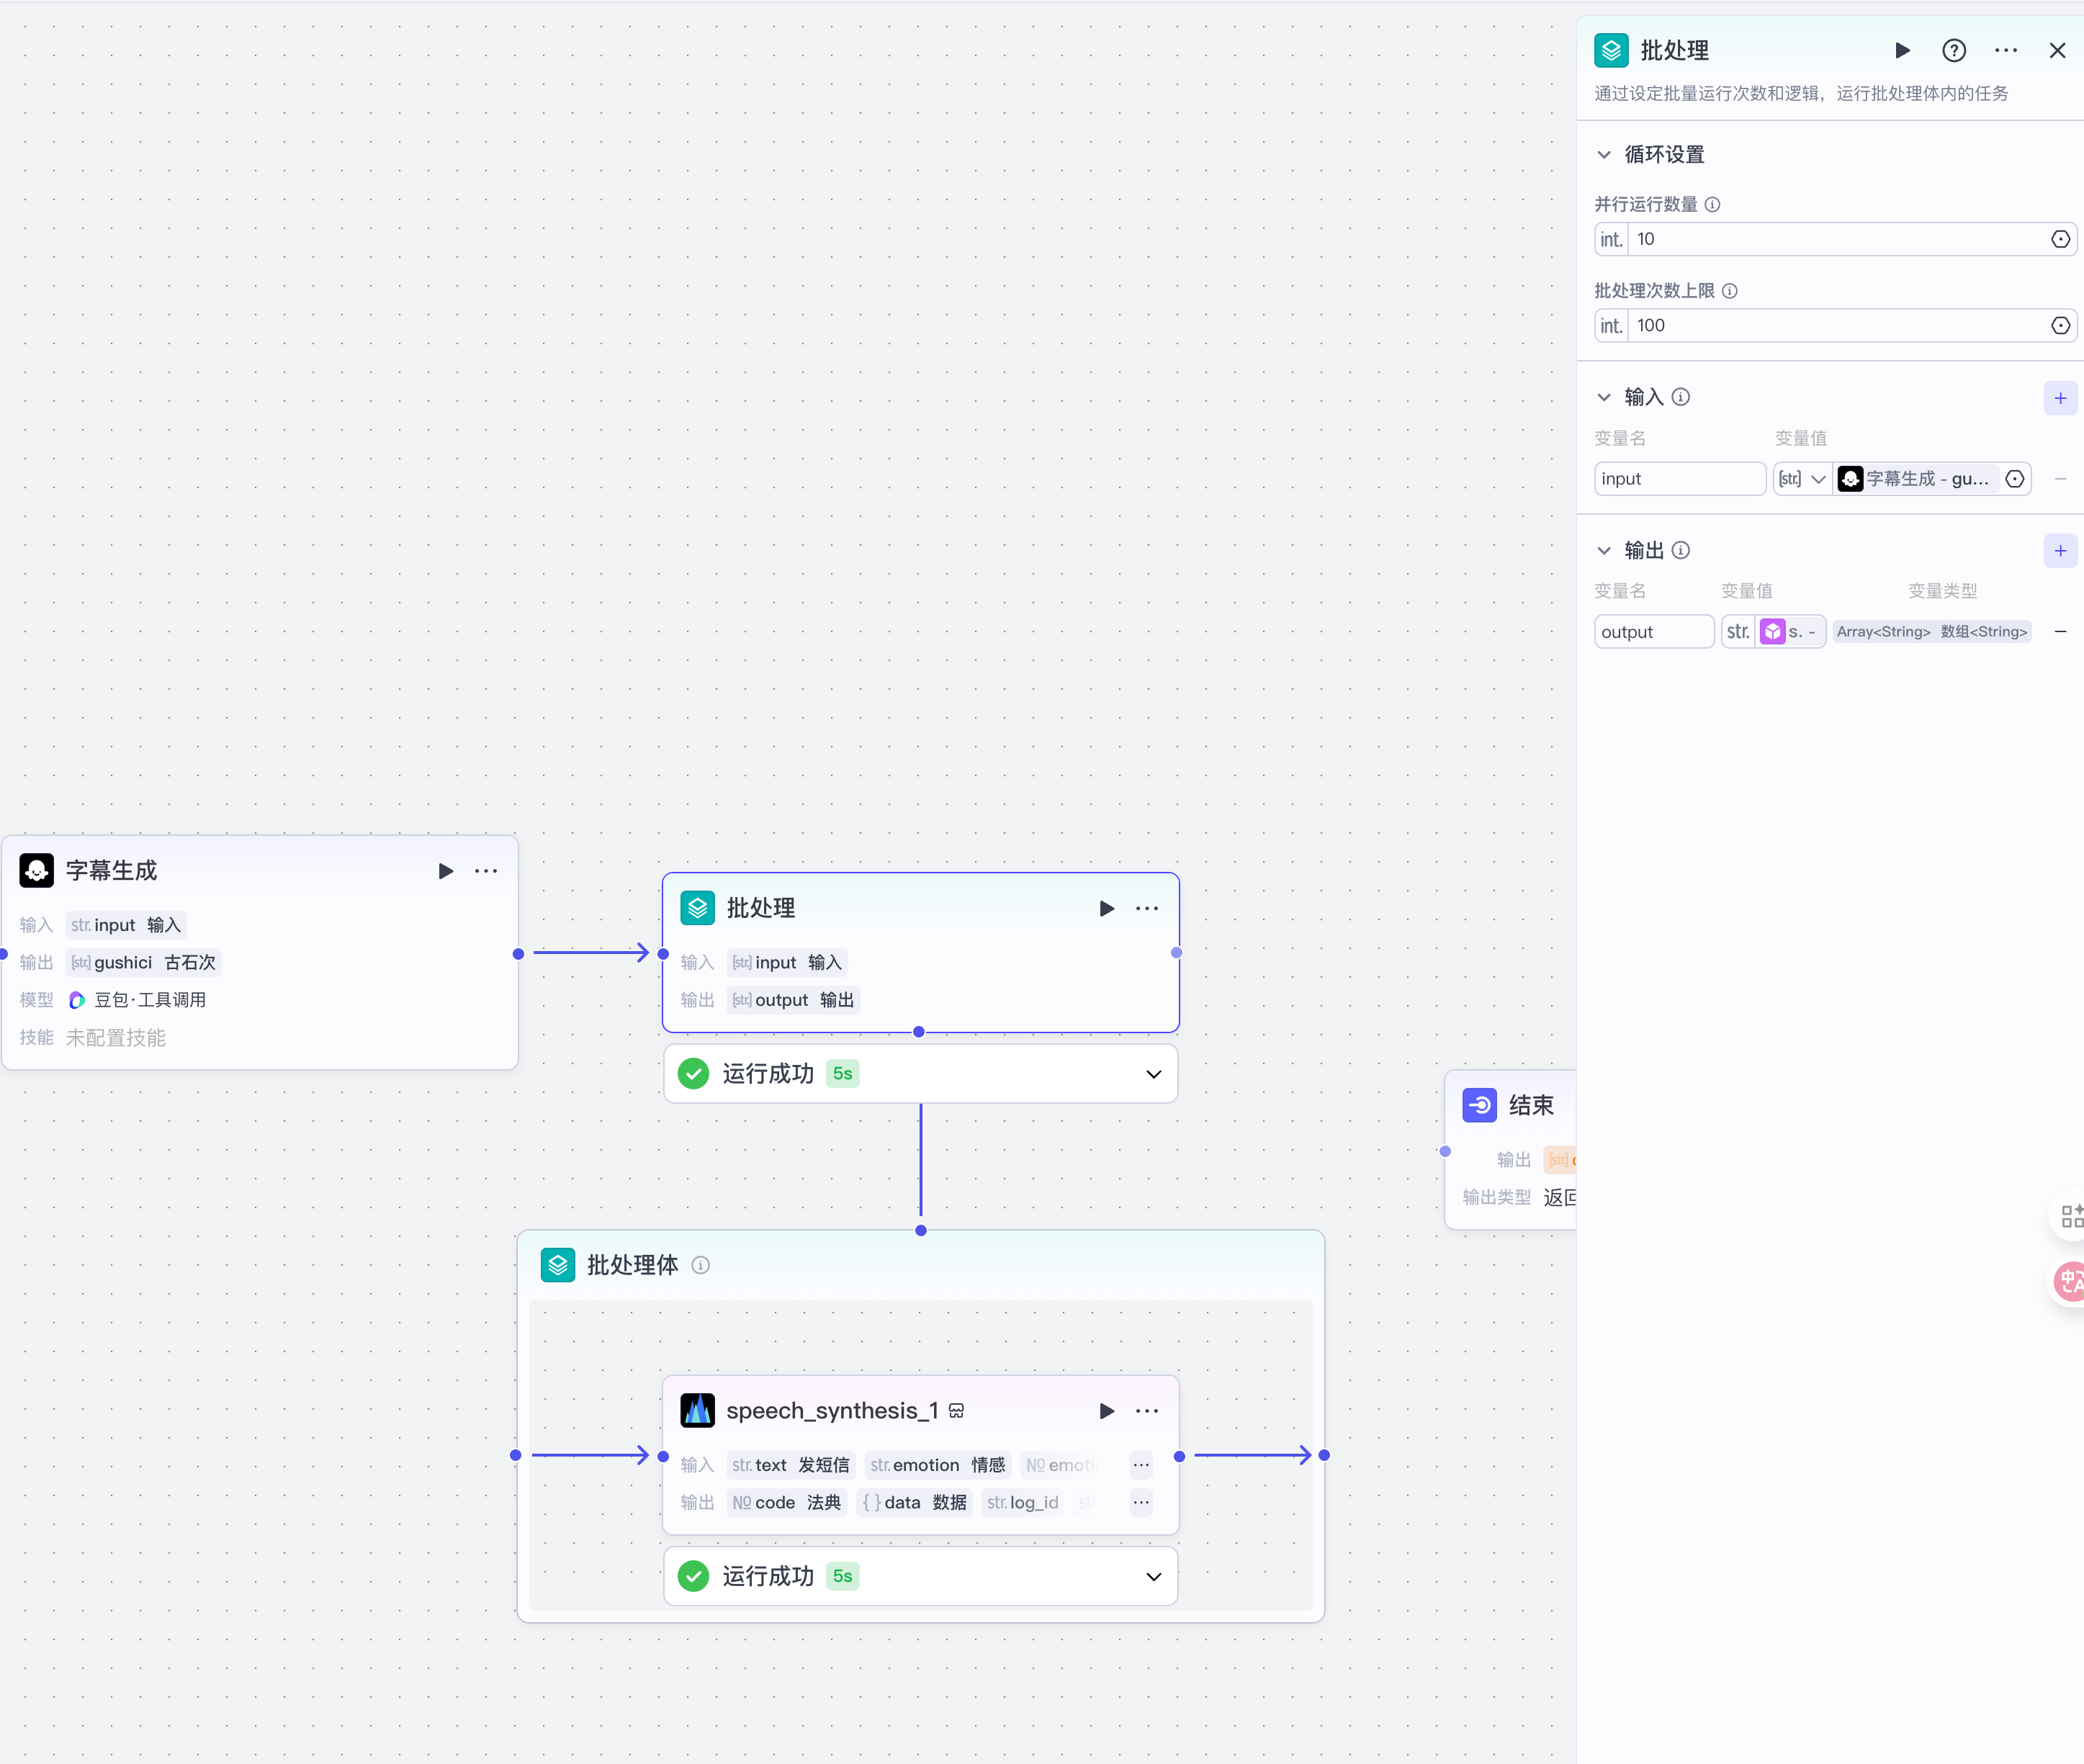 字幕生成
输入 str. input 输入
输出 [str] gushici 古石次
模型 豆包·工具调用
技能 未配置技能
批处理
输入 [str] input 输入
输出 [str] output 输出
运行成功 5s
批处理体
speech_synthesis_1
输入 str. text 发短信 str. emotion 情感 №
输出 № code 法典 { } data 数据 str. log_id
运行成功 5s
结束
输出 [str]
输出类型
批处理
通过设定批量运行次数和逻辑，运行批处理体内的任务
循环设置
并行运行数量
int. 10
批处理次数上限
int. 100
输入
变量名 变量值
input [str] 字幕生成 - gu...
输出
变量名 变量值 变量类型
output str. s. - Array<String> 数组<String>